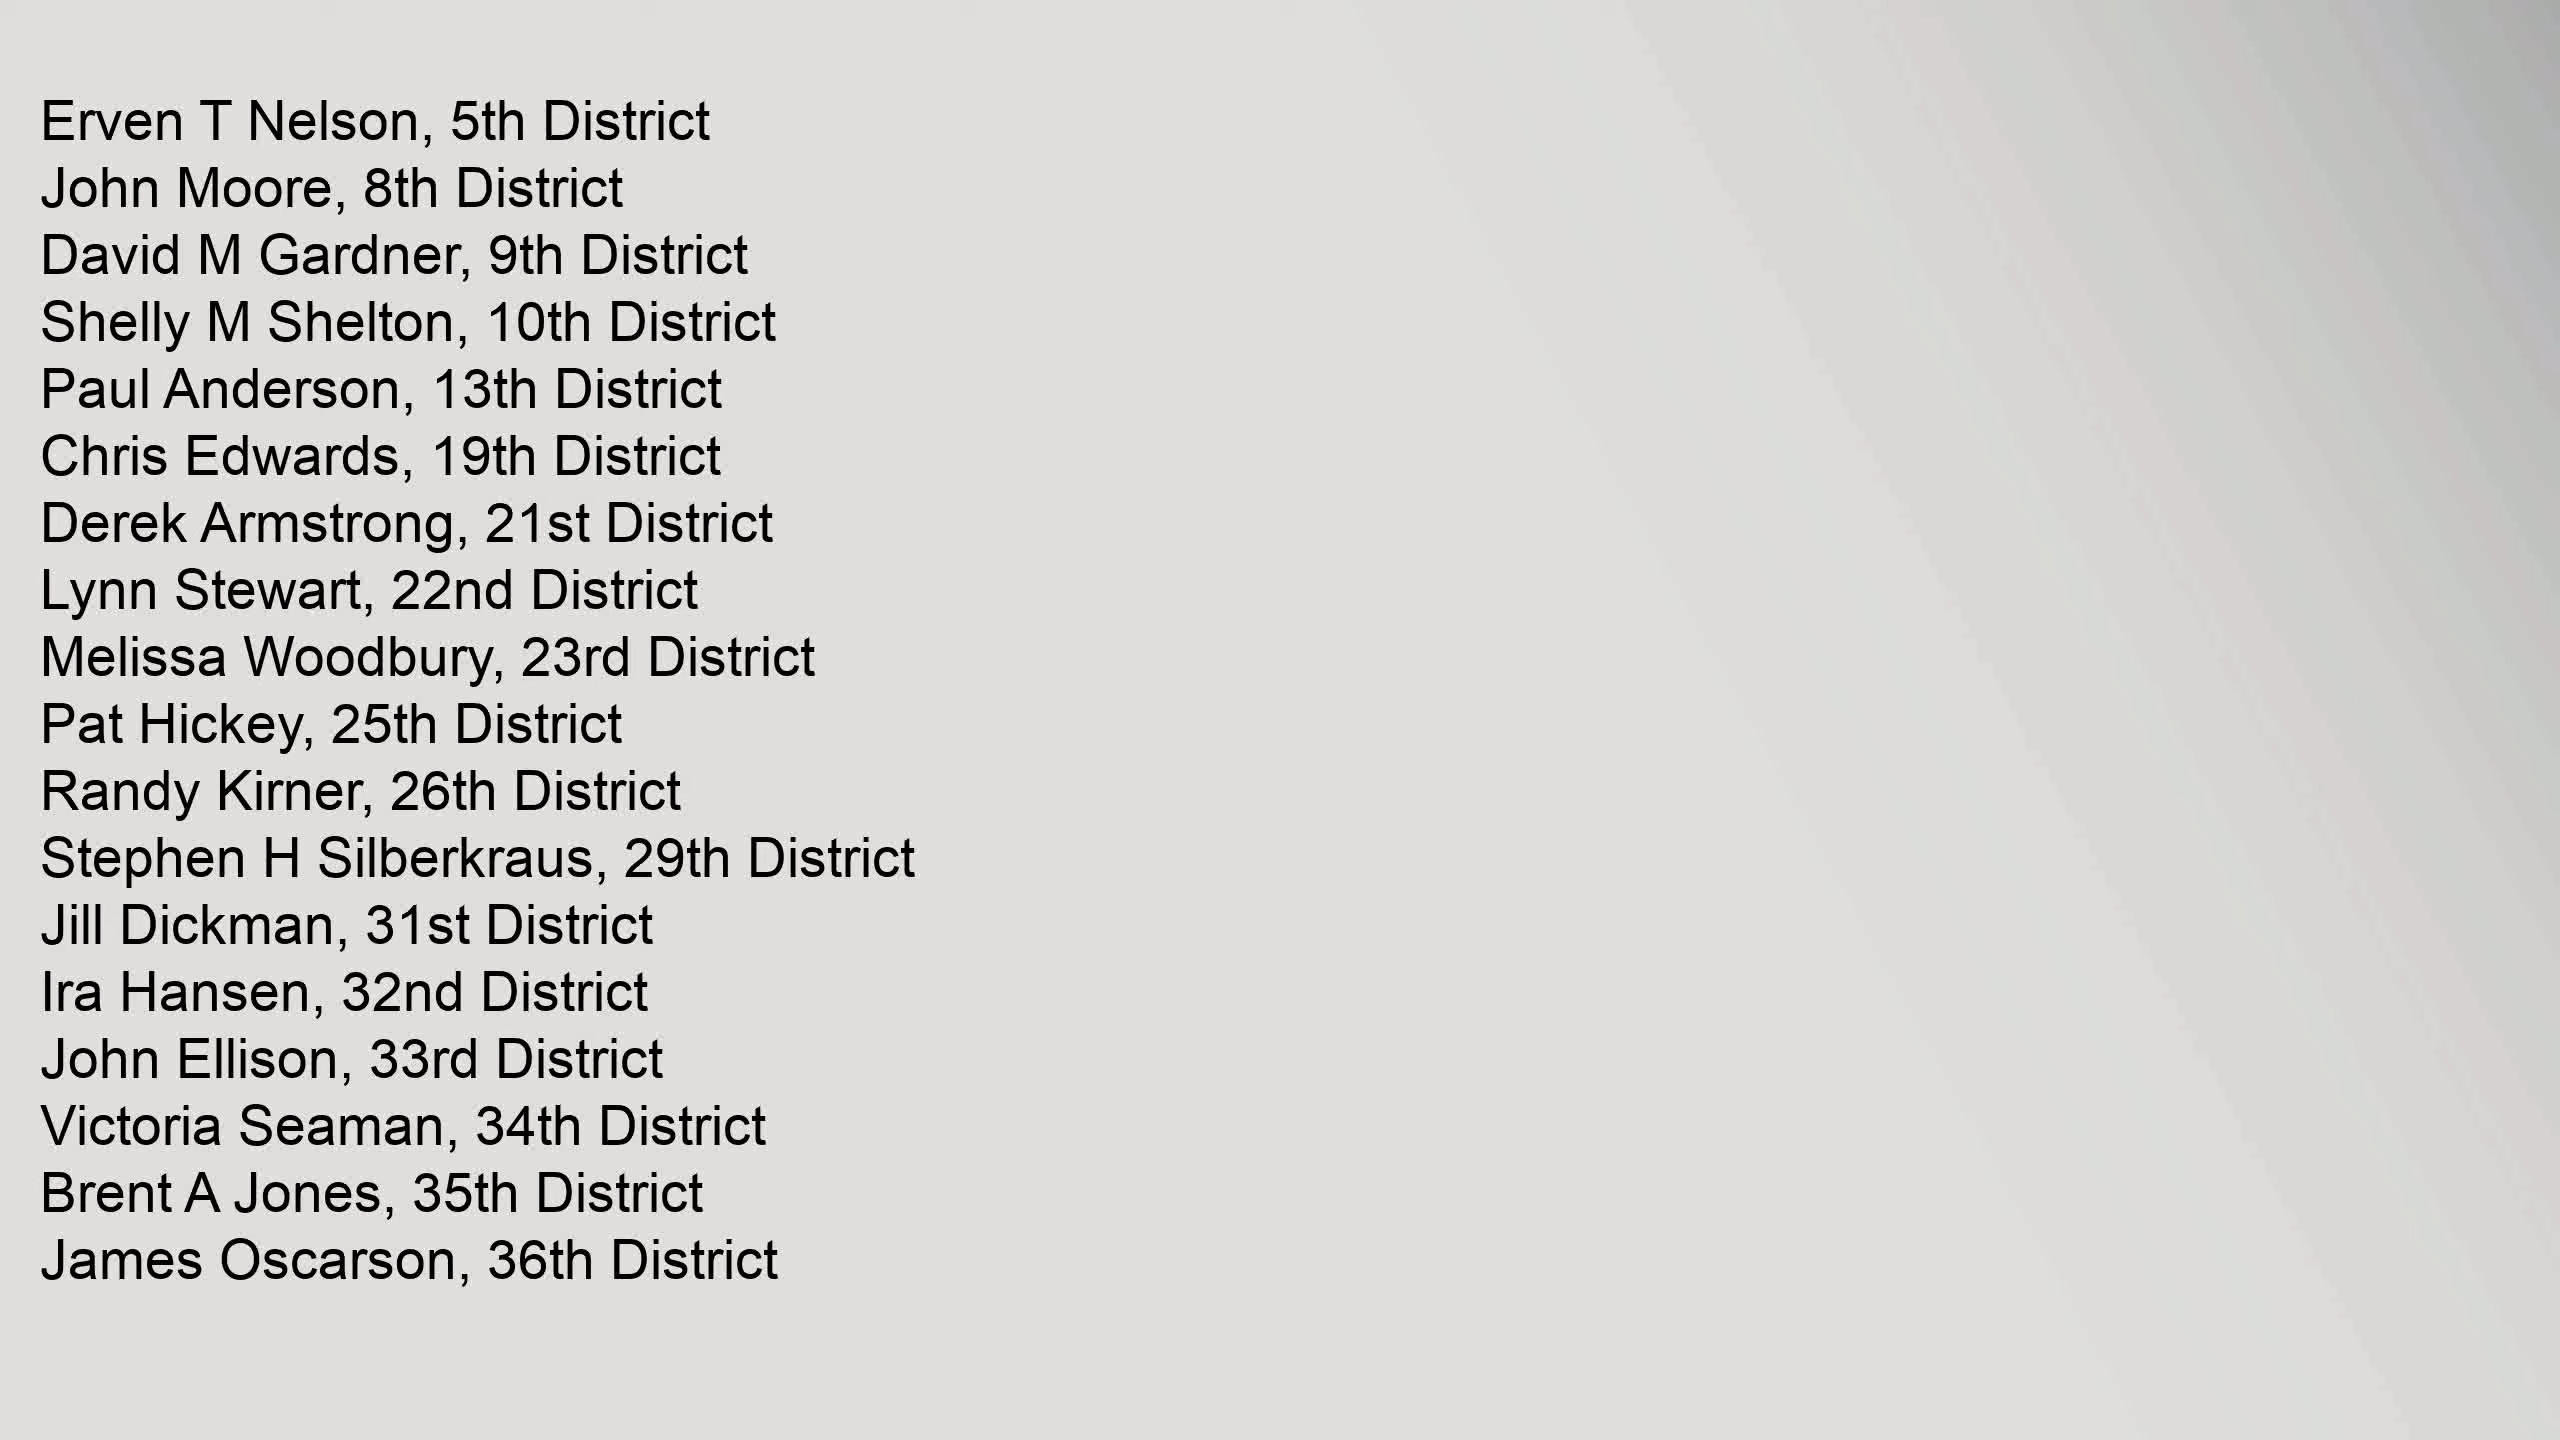 Erven T Nelson, 5th District
John Moore, 8th District
David M Gardner, 9th District
Shelly M Shelton, 10th District
Paul Anderson, 13th District
Chris Edwards, 19th District
Derek Armstrong, 21st District
Lynn Stewart, 22nd District
Melissa Woodbury, 23rd District
Pat Hickey, 25th District
Randy Kirner, 26th District
Stephen H Silberkraus, 29th District
Jill Dickman, 31st District
Ira Hansen, 32nd District
John Ellison, 33rd District
Victoria Seaman, 34th District
Brent A Jones, 35th District
James Oscarson, 36th District